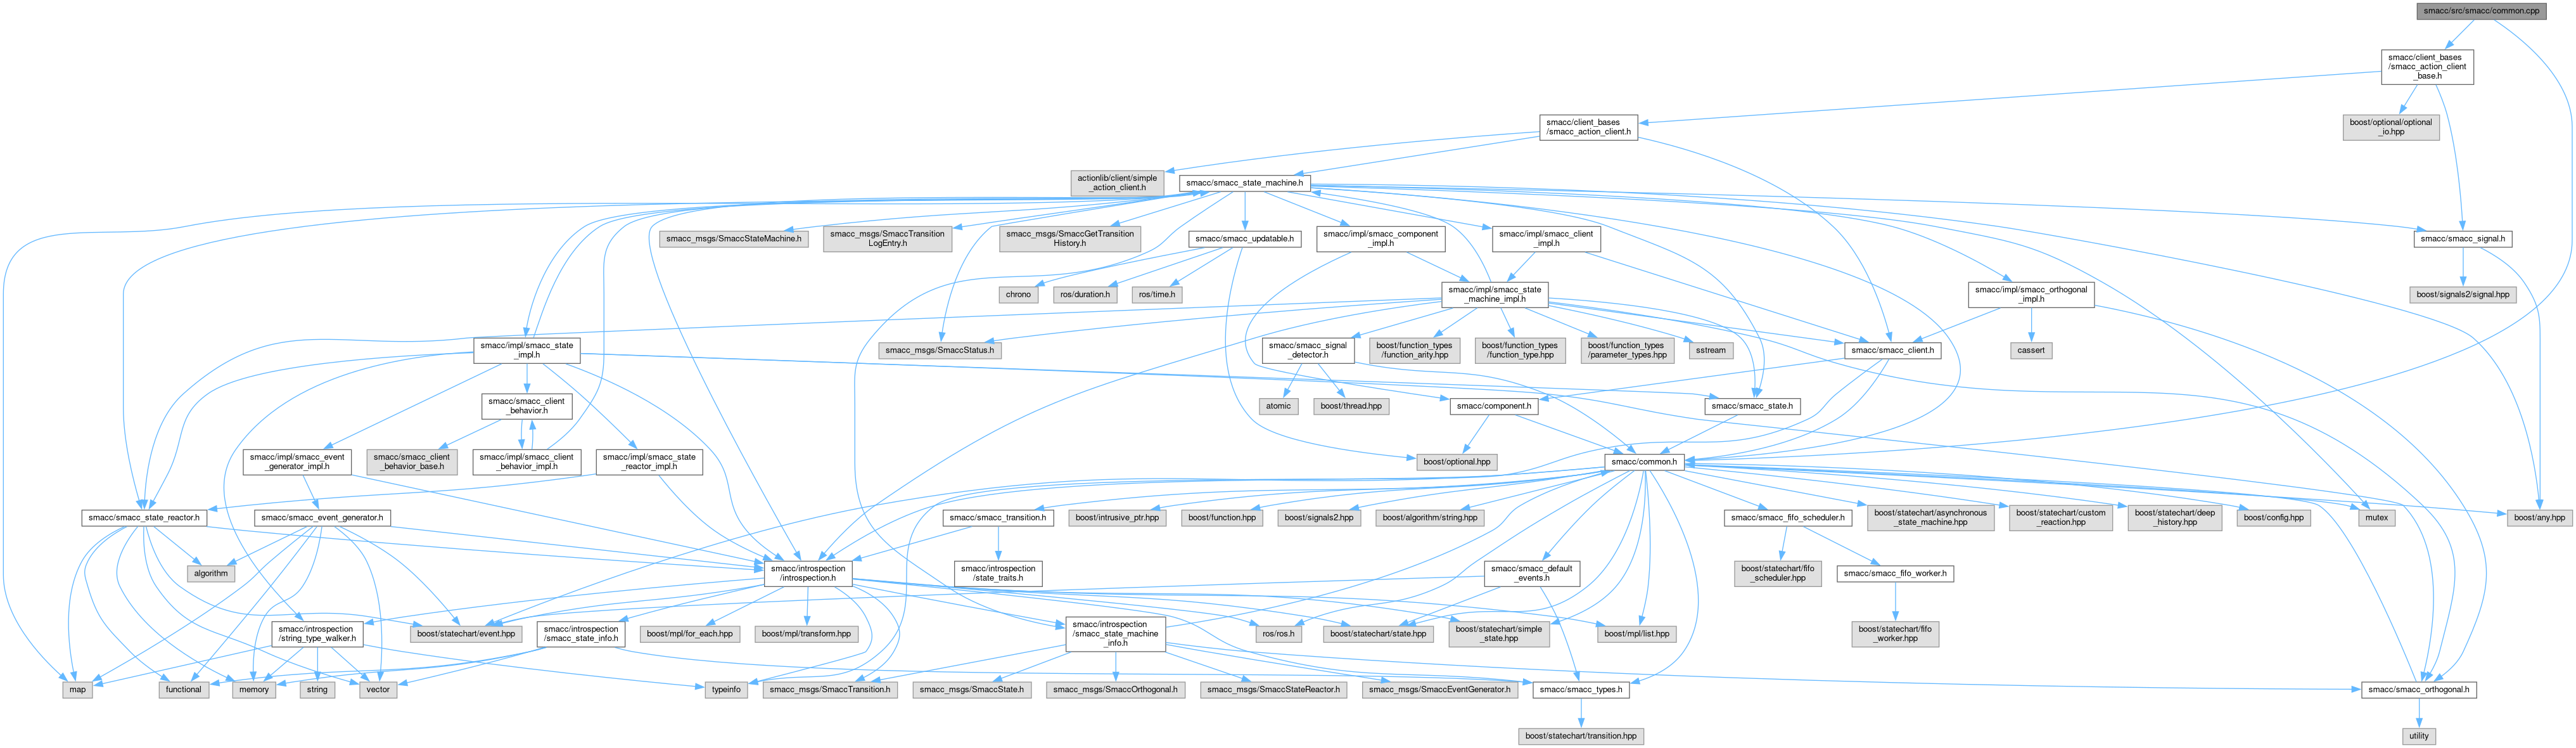 smacc/src/smacc/common.cpp
smacc/client_bases
/smacc_action_client
_base.h
smacc/client_bases
/smacc_action_client.h
boost/optional/optional
_io.hpp
actionlib/client/simple
_action_client.h
smacc/smacc_state_machine.h
smacc_msgs/SmaccStateMachine.h
smacc_msgs/SmaccTransition
LogEntry.h
smacc_msgs/SmaccGetTransition
History.h
smacc/smacc_updatable.h
smacc/impl/smacc_component
_impl.h
smacc/impl/smacc_client
_impl.h
smacc/smacc_signal.h
chrono
ros/duration.h
ros/time.h
smacc/impl/smacc_state
_machine_impl.h
smacc/impl/smacc_orthogonal
_impl.h
boost/signals2/signal.hpp
smacc/impl/smacc_state
_impl.h
smacc_msgs/SmaccStatus.h
smacc/smacc_signal
_detector.h
boost/function_types
/function_arity.hpp
boost/function_types
/function_type.hpp
boost/function_types
/parameter_types.hpp
sstream
smacc/smacc_client.h
cassert
smacc/smacc_client
_behavior.h
atomic
boost/thread.hpp
smacc/component.h
smacc/smacc_state.h
smacc/impl/smacc_event
_generator_impl.h
smacc/smacc_client
_behavior_base.h
smacc/impl/smacc_client
_behavior_impl.h
smacc/impl/smacc_state
_reactor_impl.h
boost/optional.hpp
smacc/common.h
smacc/smacc_state_reactor.h
smacc/smacc_event_generator.h
smacc/smacc_transition.h
boost/intrusive_ptr.hpp
boost/function.hpp
boost/signals2.hpp
boost/algorithm/string.hpp
smacc/smacc_fifo_scheduler.h
boost/statechart/asynchronous
_state_machine.hpp
boost/statechart/custom
_reaction.hpp
boost/statechart/deep
_history.hpp
boost/config.hpp
mutex
boost/any.hpp
algorithm
smacc/introspection
/introspection.h
smacc/introspection
/state_traits.h
smacc/smacc_default
_events.h
boost/statechart/fifo
_scheduler.hpp
smacc/smacc_fifo_worker.h
smacc/introspection
/string_type_walker.h
boost/statechart/event.hpp
smacc/introspection
/smacc_state_info.h
boost/mpl/for_each.hpp
boost/mpl/transform.hpp
smacc/introspection
/smacc_state_machine
_info.h
ros/ros.h
boost/statechart/state.hpp
boost/statechart/simple
_state.hpp
boost/mpl/list.hpp
boost/statechart/fifo
_worker.hpp
map
functional
memory
string
vector
typeinfo
smacc_msgs/SmaccTransition.h
smacc_msgs/SmaccState.h
smacc_msgs/SmaccOrthogonal.h
smacc_msgs/SmaccStateReactor.h
smacc_msgs/SmaccEventGenerator.h
smacc/smacc_types.h
smacc/smacc_orthogonal.h
boost/statechart/transition.hpp
utility